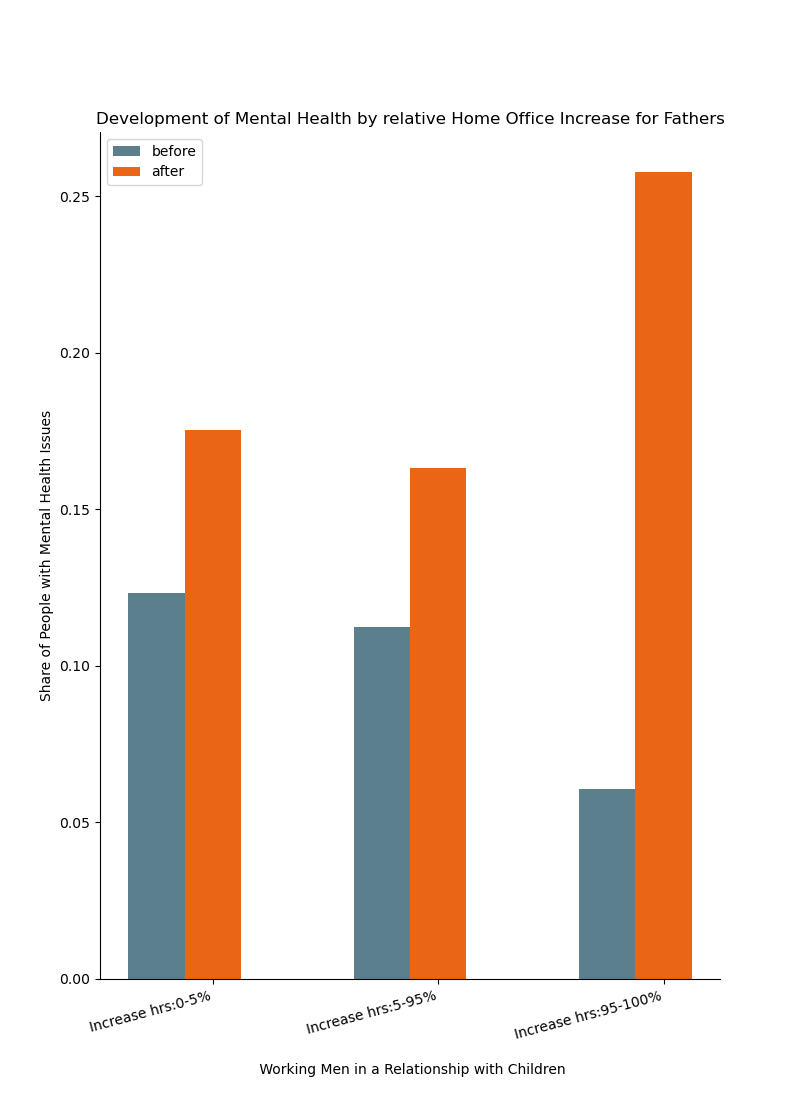 Development of Mental Health by relative Home Office Increase for Fathers
before
after
0.25
0.20
0.15
0.10
0.05
0.00
Share of People with Mental Health Issues
Increase hrs:0-5%
Increase hrs:5-95%
Increase hrs:95-100%
Working Men in a Relationship with Children